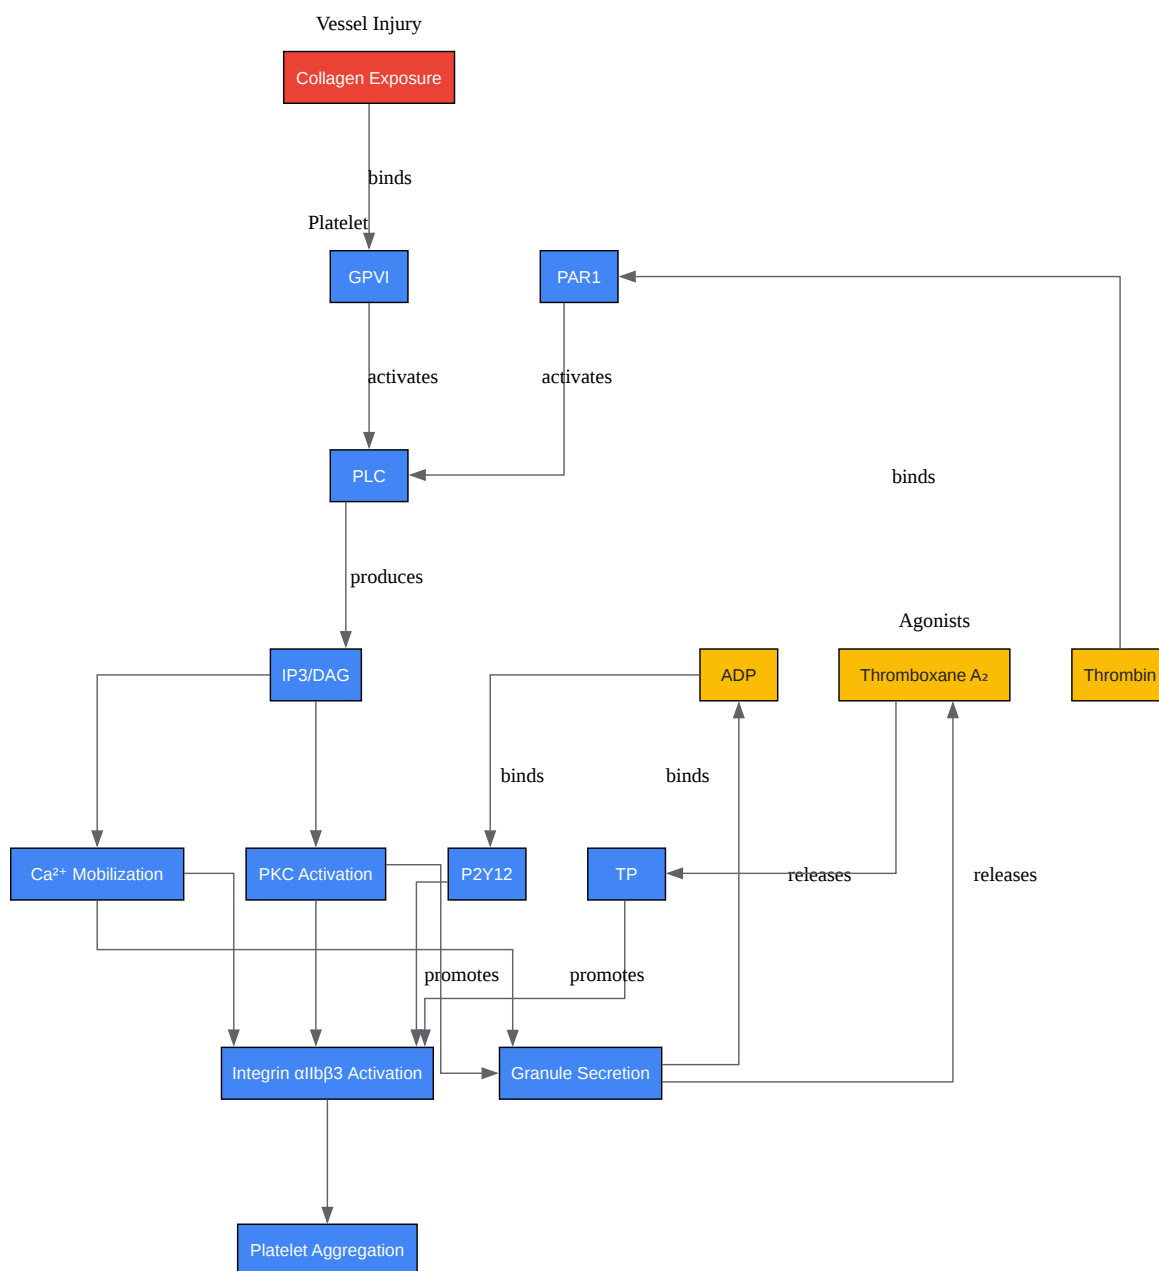 Vessel Injury
Collagen Exposure
binds
Platelet
GPVI
PAR1
activates
activates
PLC
binds
produces
Agonists
IP3/DAG
ADP
Thromboxane A₂
Thrombin
binds
binds
Ca²⁺ Mobilization
PKC Activation
P2Y12
TP
releases
releases
promotes
promotes
Integrin αIIbβ3 Activation
Granule Secretion
Platelet Aggregation